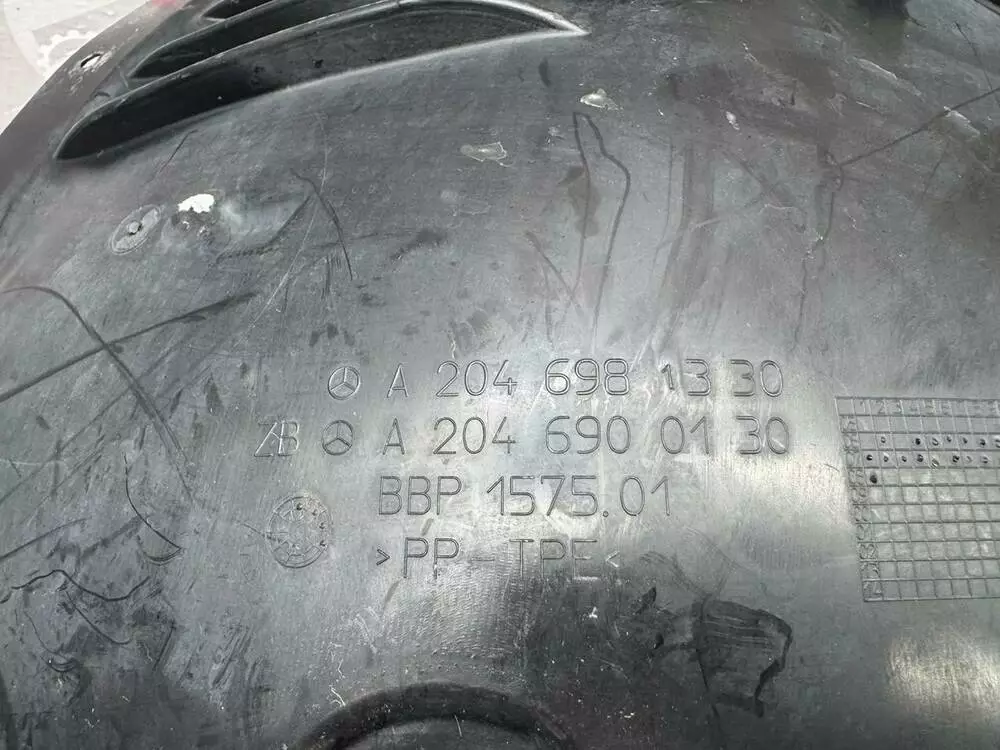 A 204 698 13 30
ZB A 204 690 01 30
BBP 1575.01
>PP-TPE<